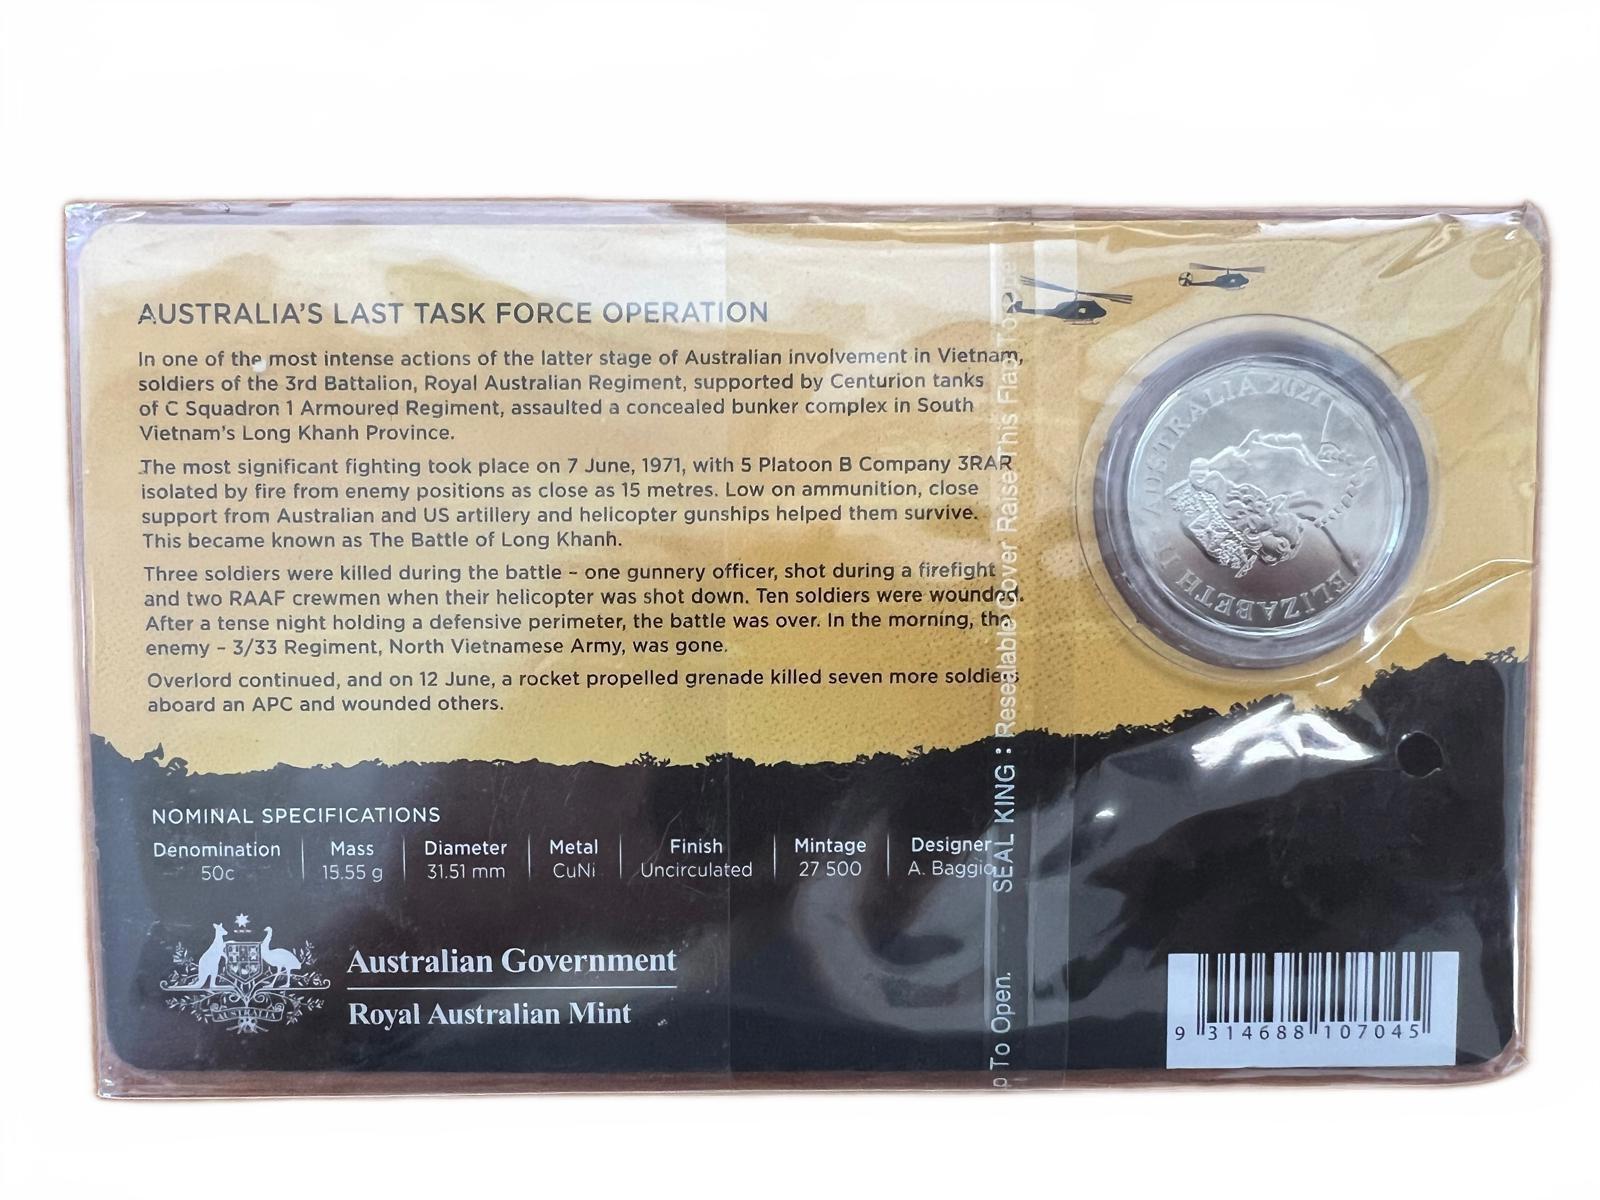 AUSTRALIA'S LAST TASK FORCE OPERATION
In one of the most intense actions of the latter stage of Australian involvement in Vietnam,
soldiers of the 3rd Battalion, Royal Australian Regiment, supported by Centurion tanks
of C Squadron 1 Armoured Regiment, assaulted a concealed bunker complex in South
Vietnam's Long Khanh Province.
The most significant fighting took place on 7 June, 1971, with 5 Platoon B Company 3RAR
isolated by fire from enemy positions as close as 15 metres. Low on ammunition, close
support from Australian and US artillery and helicopter gunships helped them survive.
This became known as The Battle of Long Khanh.
Three soldiers were killed during the battle – one gunnery officer, shot during a firefight
and two RAAF crewmen when their helicopter was shot down. Ten soldiers were wounded.
After a tense night holding a defensive perimeter, the battle was over. In the morning, the
enemy – 3/33 Regiment, North Vietnamese Army, was gone.
Overlord continued, and on 12 June, a rocket propelled grenade killed seven more soldiers
aboard an APC and wounded others.
NOMINAL SPECIFICATIONS
Denomination Mass Diameter Metal Finish Mintage Designer
50c 15.55 g 31.51 mm CuNi Uncirculated 27 500 A. Baggio
AUSTRALIA
Australian Government
Royal Australian Mint
p To Open. SEAL KING : Resealable Cover Raise This Flap To
ELIZABETH II AUSTRALIA
9 314688 107045